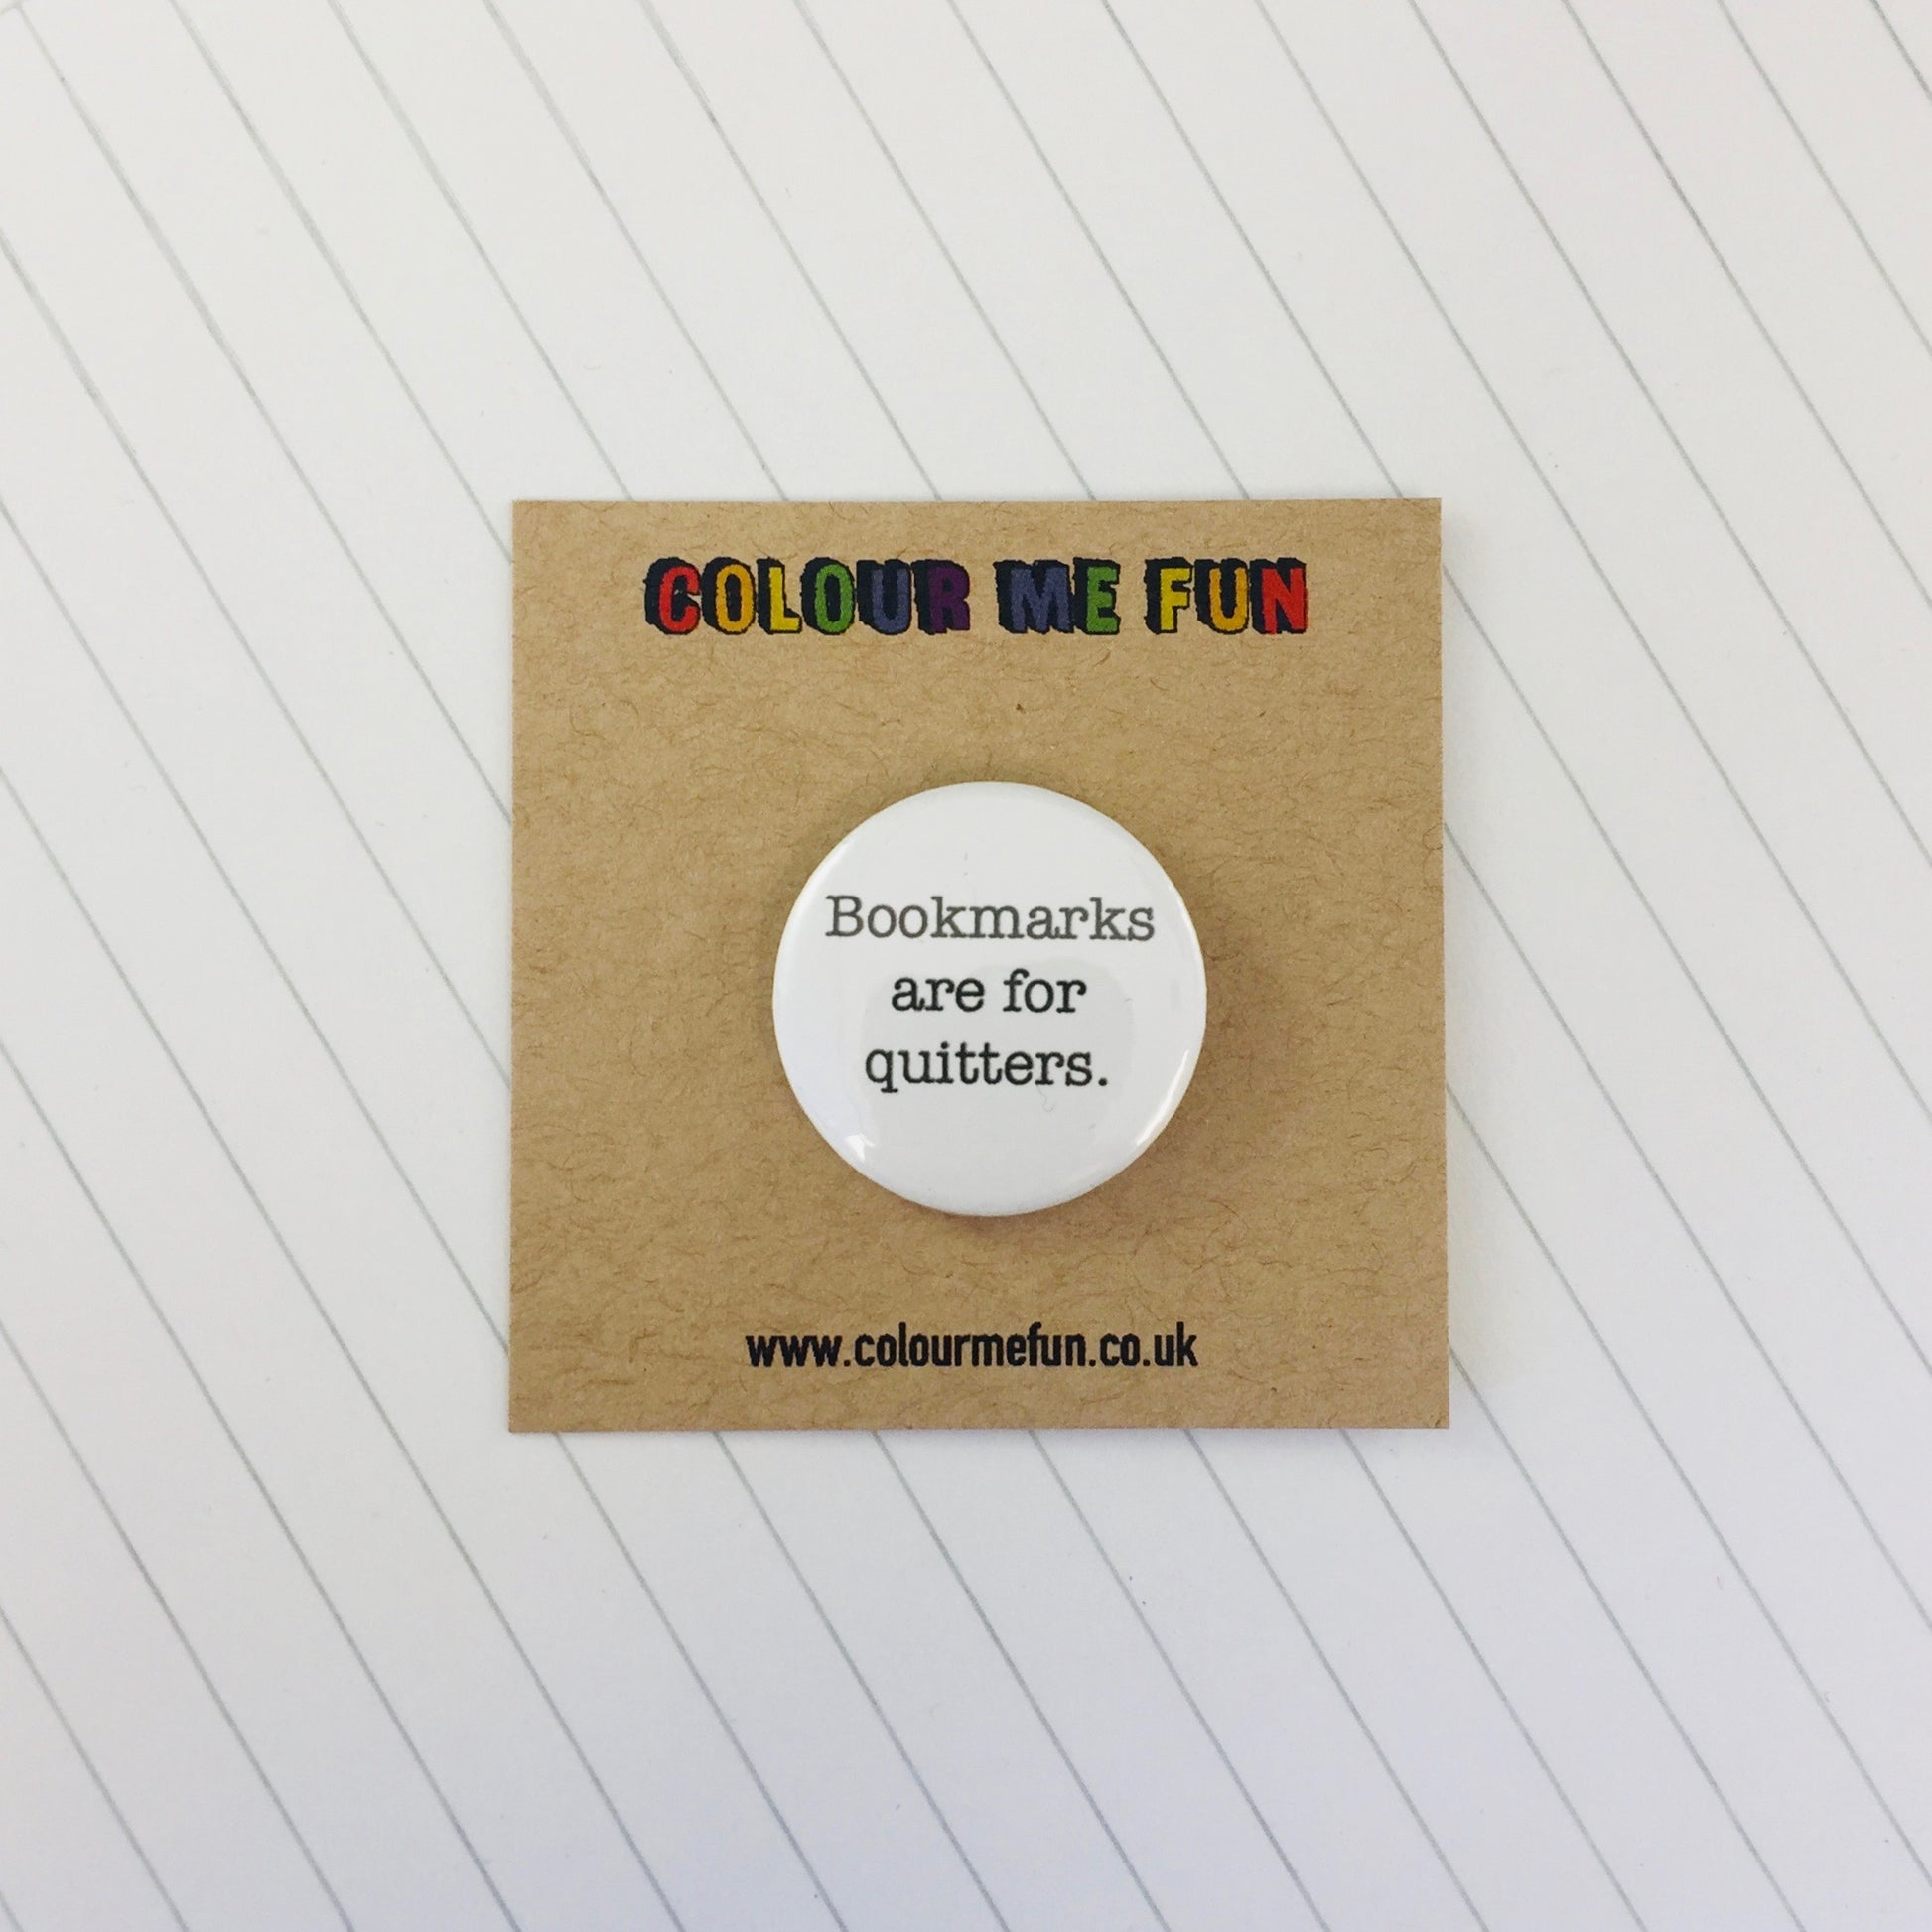 COLOUR ME FUN
Bookmarks
are for
quitters.
www.colourmefun.co.uk